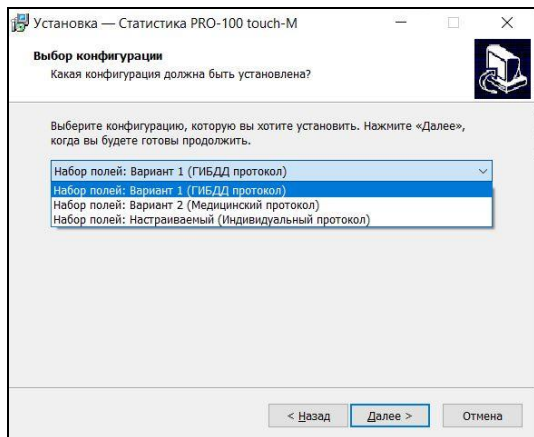 Установка — Статистика PRO-100 touch-M
Выбор конфигурации
Какая конфигурация должна быть установлена?
Выберите конфигурацию, которую вы хотите установить. Нажмите «Далее»,
когда вы будете готовы продолжить.
Набор полей: Вариант 1 (ГИБДД протокол)
Набор полей: Вариант 1 (ГИБДД протокол)
Набор полей: Вариант 2 (Медицинский протокол)
Набор полей: Настраиваемый (Индивидуальный протокол)
< Назад Далее > Отмена